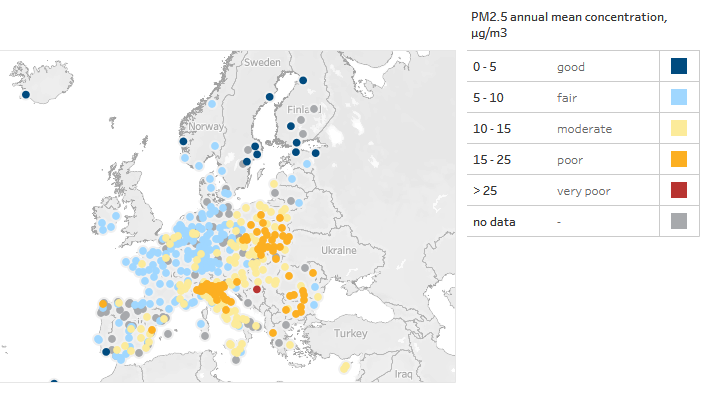 PM2.5 annual mean concentration,
µg/m3
0 - 5 good
5 - 10 fair
10 - 15 moderate
15 - 25 poor
> 25 very poor
no data -
Sweden
Norway
Ukraine
Turkey
Iraq